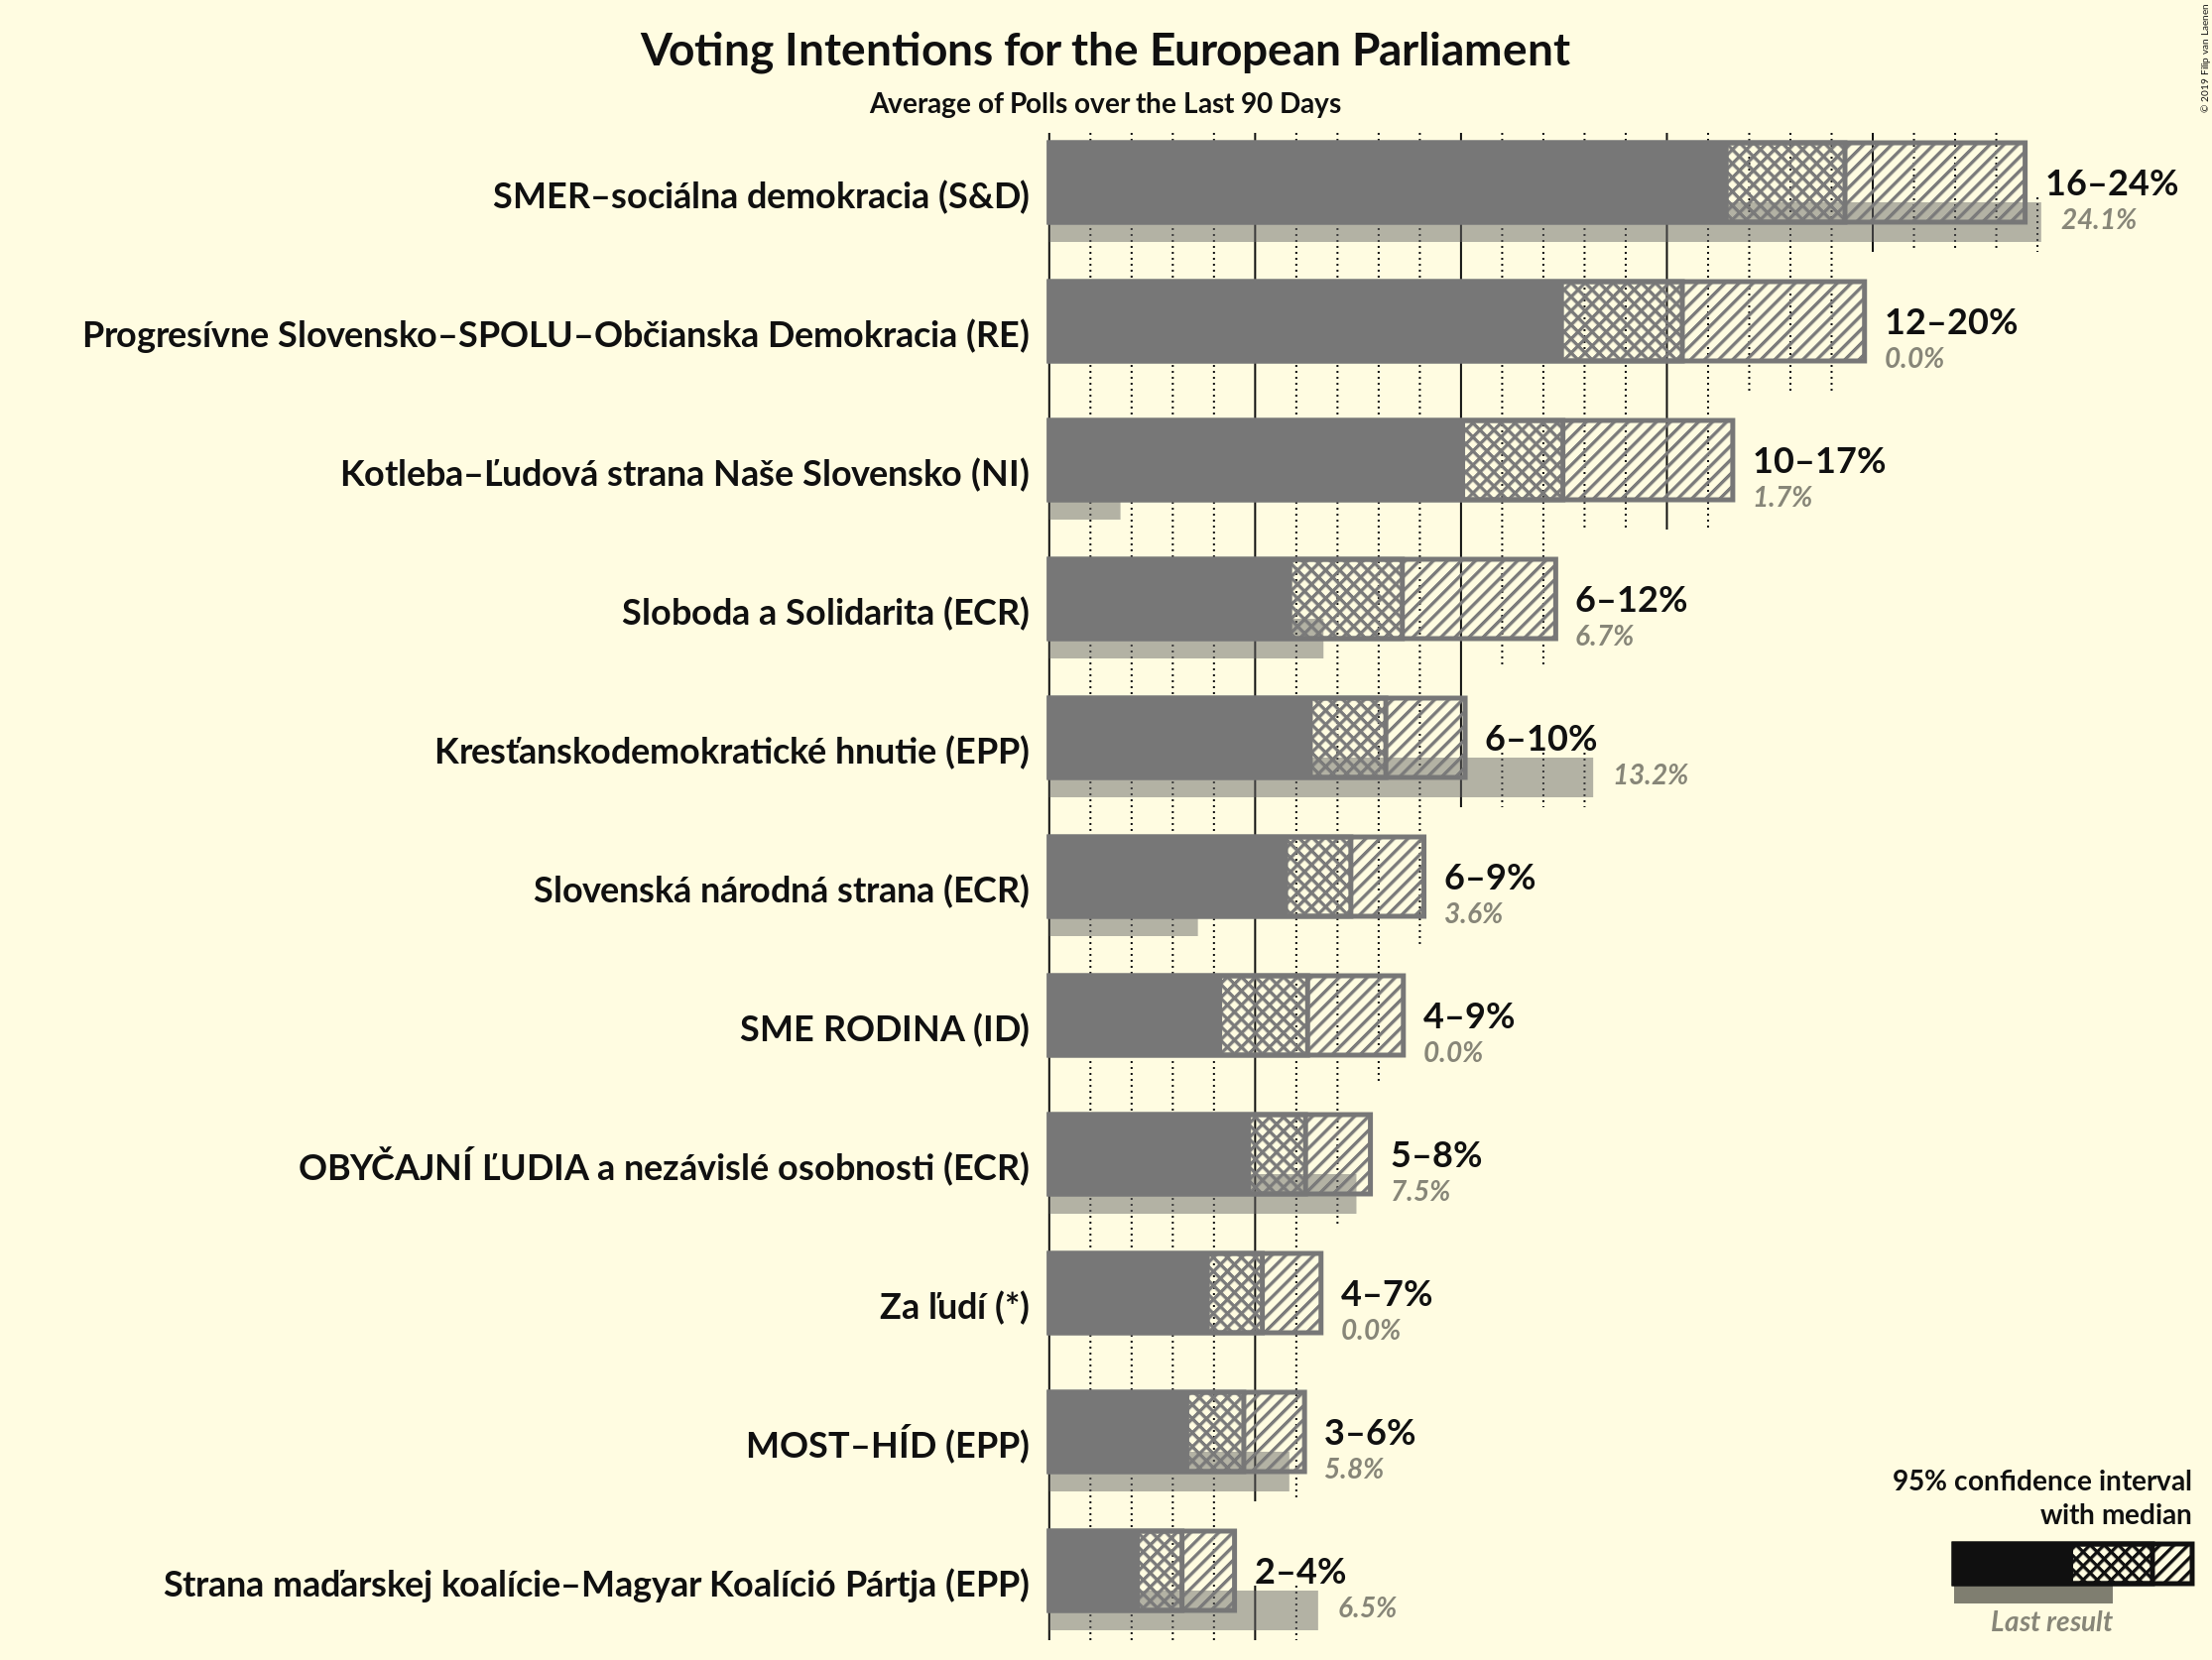 Voting Intentions for the European Parliament
Average of Polls over the Last 90 Days
© 2019 Filip van Laenen
SMER–sociálna demokracia (S&D)
16–24%
24.1%
Progresívne Slovensko–SPOLU–Občianska Demokracia (RE)
12–20%
0.0%
Kotleba–Ľudová strana Naše Slovensko (NI)
10–17%
1.7%
Sloboda a Solidarita (ECR)
6–12%
6.7%
Kresťanskodemokratické hnutie (EPP)
6–10%
13.2%
Slovenská národná strana (ECR)
6–9%
3.6%
SME RODINA (ID)
4–9%
0.0%
OBYČAJNÍ ĽUDIA a nezávislé osobnosti (ECR)
5–8%
7.5%
Za ľudí (*)
4–7%
0.0%
MOST–HÍD (EPP)
3–6%
5.8%
Strana maďarskej koalície–Magyar Koalíció Pártja (EPP)
2–4%
6.5%
95% confidence interval
with median
Last result